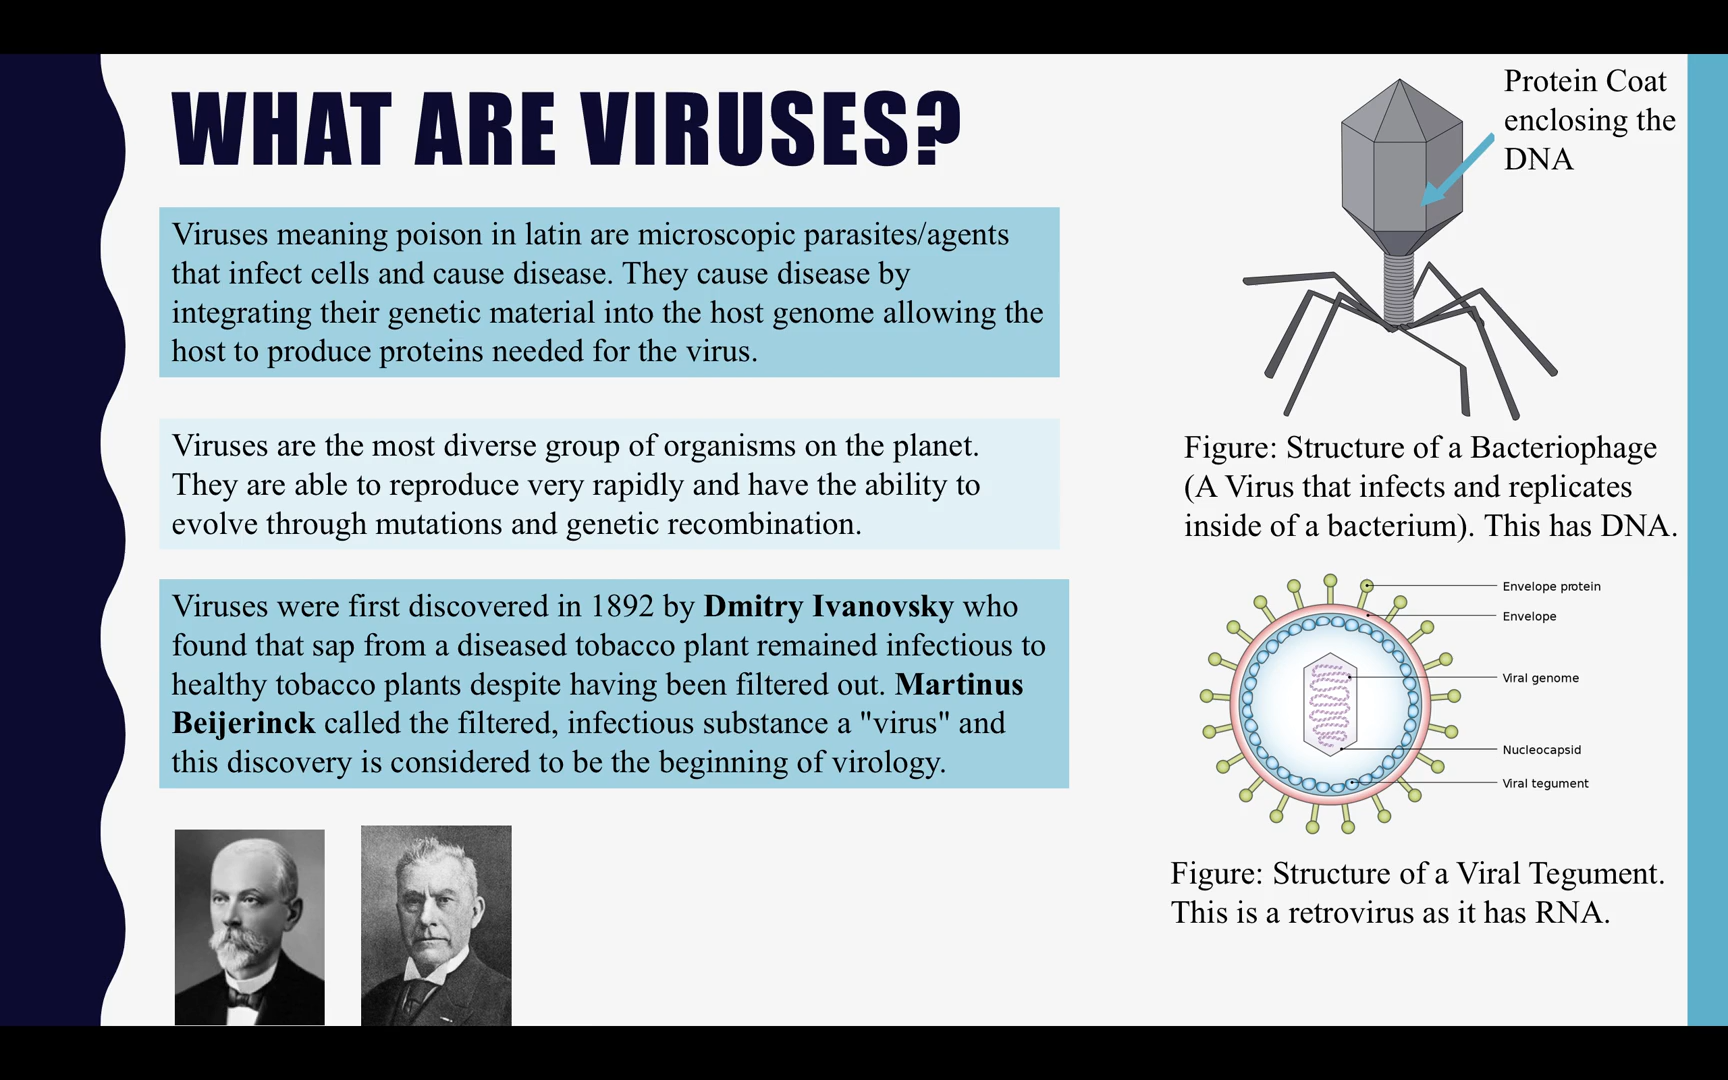 WHAT ARE VIRUSES?
Viruses meaning poison in latin are microscopic parasites/agents
that infect cells and cause disease. They cause disease by
integrating their genetic material into the host genome allowing the
host to produce proteins needed for the virus.
Viruses are the most diverse group of organisms on the planet.
They are able to reproduce very rapidly and have the ability to
evolve through mutations and genetic recombination.
Viruses were first discovered in 1892 by Dmitry Ivanovsky who
found that sap from a diseased tobacco plant remained infectious to
healthy tobacco plants despite having been filtered out. Martinus
Beijerinck called the filtered, infectious substance a "virus" and
this discovery is considered to be the beginning of virology.
Protein Coat
enclosing the
DNA
Figure: Structure of a Bacteriophage
(A Virus that infects and replicates
inside of a bacterium). This has DNA.
Envelope protein
Envelope
Viral genome
Nucleocapsid
Viral tegument
Figure: Structure of a Viral Tegument.
This is a retrovirus as it has RNA.